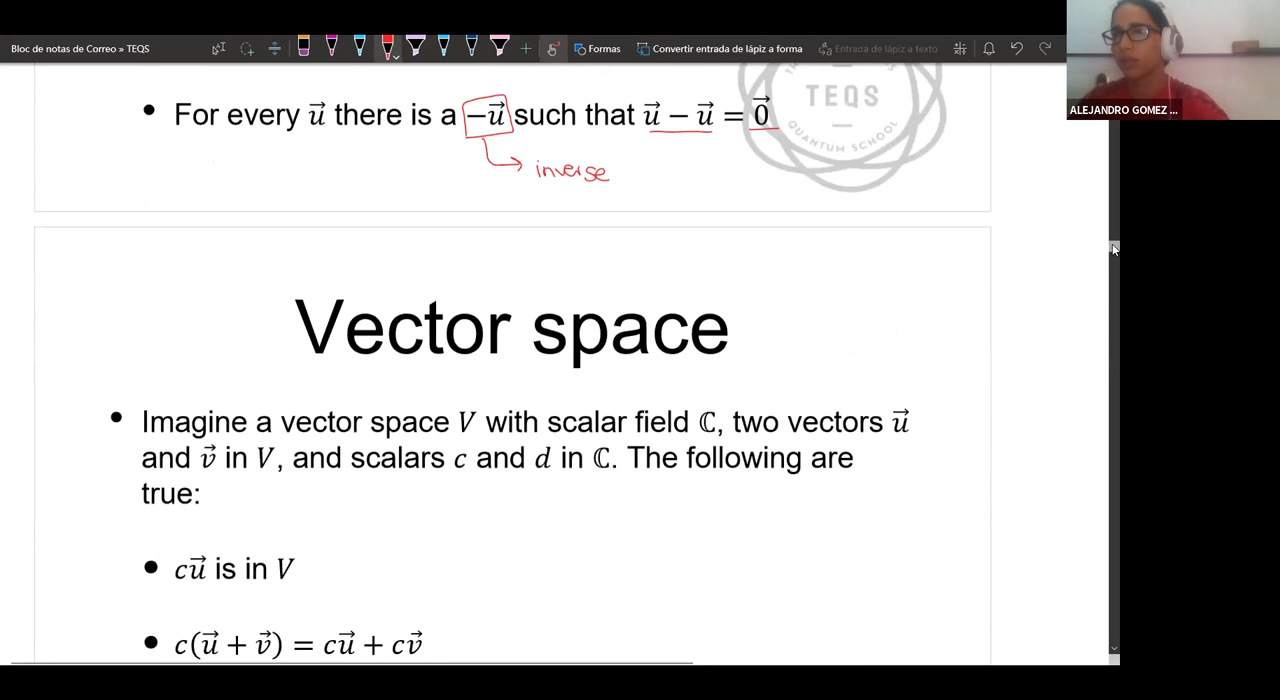 Bloc de notas de Correo » TEQS
Formas
Convertir entrada de lápiz a forma
Entrada de lápiz a texto
ALEJANDRO GOMEZ ...
TEQS
QUANTUM SCHOOL
• For every u⃗ there is a −u⃗ such that u⃗ − u⃗ = 0⃗
inverse
Vector space
• Imagine a vector space V with scalar field ℂ, two vectors u⃗
and v⃗ in V, and scalars c and d in ℂ. The following are
true:
• cu⃗ is in V
• c(u⃗ + v⃗) = cu⃗ + cv⃗